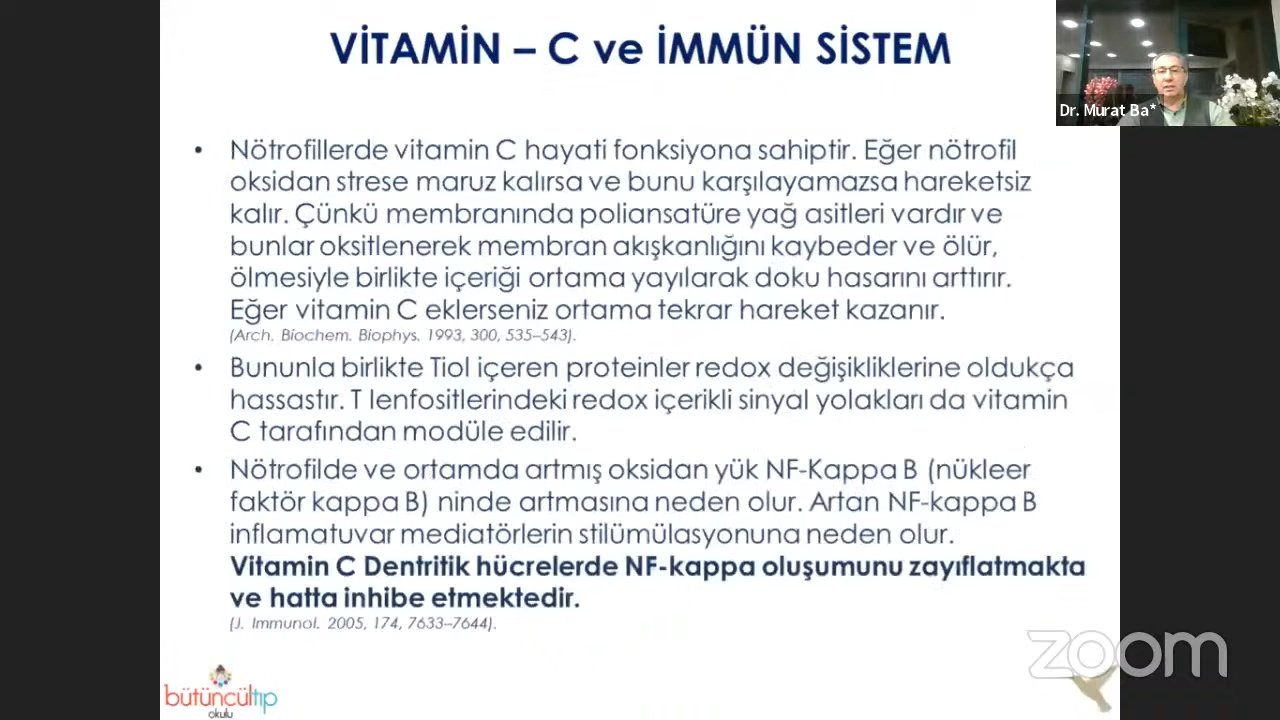 VİTAMİN – C ve İMMÜN SİSTEM
Dr. Murat Ba*
• Nötrofillerde vitamin C hayati fonksiyona sahiptir. Eğer nötrofil
oksidan strese maruz kalırsa ve bunu karşılayamazsa hareketsiz
kalır. Çünkü membranında poliansatüre yağ asitleri vardır ve
bunlar oksitlenerek membran akışkanlığını kaybeder ve ölür,
ölmesiyle birlikte içeriği ortama yayılarak doku hasarını arttırır.
Eğer vitamin C eklerseniz ortama tekrar hareket kazanır.
(Arch. Biochem. Biophys. 1993, 300, 535–543).
• Bununla birlikte Tiol içeren proteinler redox değişikliklerine oldukça
hassastır. T lenfositlerindeki redox içerikli sinyal yolakları da vitamin
C tarafından modüle edilir.
• Nötrofilde ve ortamda artmış oksidan yük NF-Kappa B (nükleer
faktör kappa B) ninde artmasına neden olur. Artan NF-kappa B
inflamatuvar mediatörlerin stilümülasyonuna neden olur.
Vitamin C Dentritik hücrelerde NF-kappa oluşumunu zayıflatmakta
ve hatta inhibe etmektedir.
(J. Immunol. 2005, 174, 7633–7644).
zoom
bütüncültıp
okulu